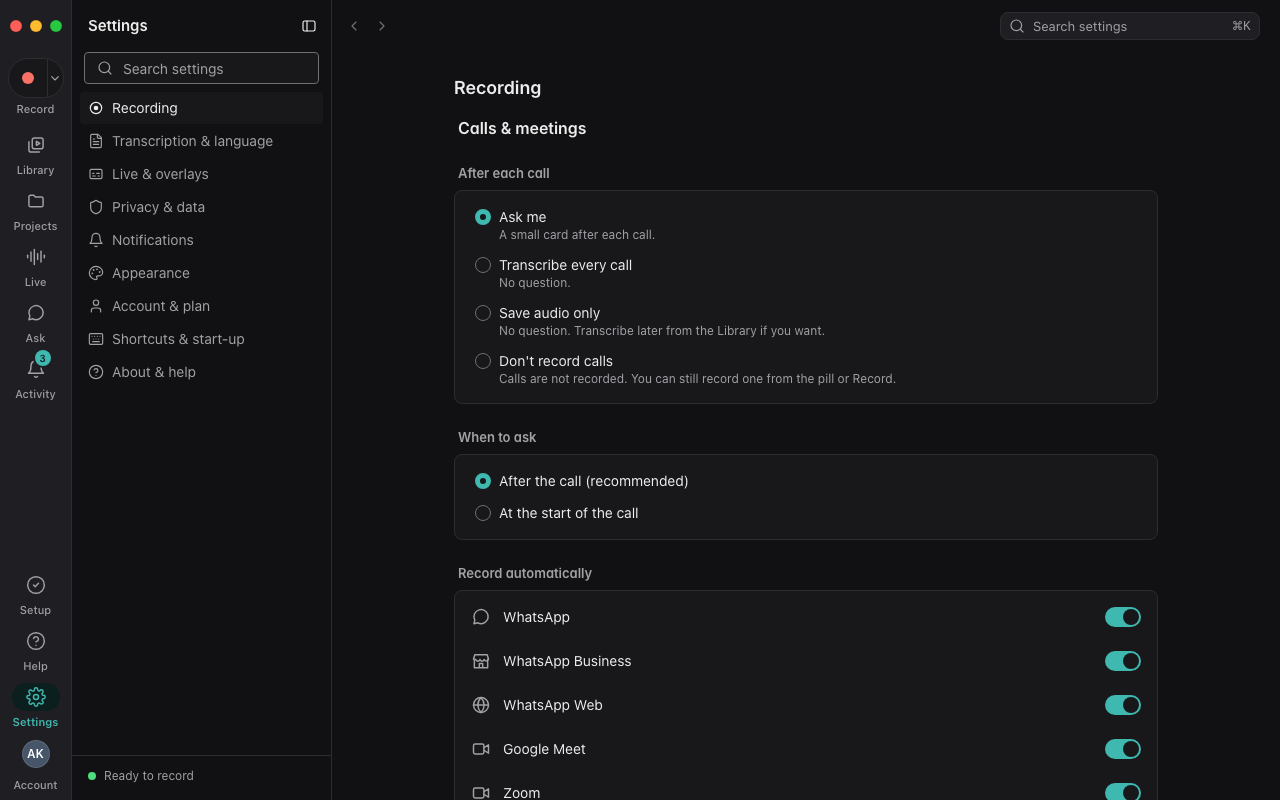 Settings
Search settings
Recording
Transcription & language
Live & overlays
Privacy & data
Notifications
Appearance
Account & plan
Shortcuts & start-up
About & help
Ready to record
Record
Library
Projects
Live
Ask
3
Activity
Setup
Help
Settings
AK
Account
Search settings ⌘K
Recording
Calls & meetings
After each call
Ask me
A small card after each call.
Transcribe every call
No question.
Save audio only
No question. Transcribe later from the Library if you want.
Don't record calls
Calls are not recorded. You can still record one from the pill or Record.
When to ask
After the call (recommended)
At the start of the call
Record automatically
WhatsApp
WhatsApp Business
WhatsApp Web
Google Meet
Zoom